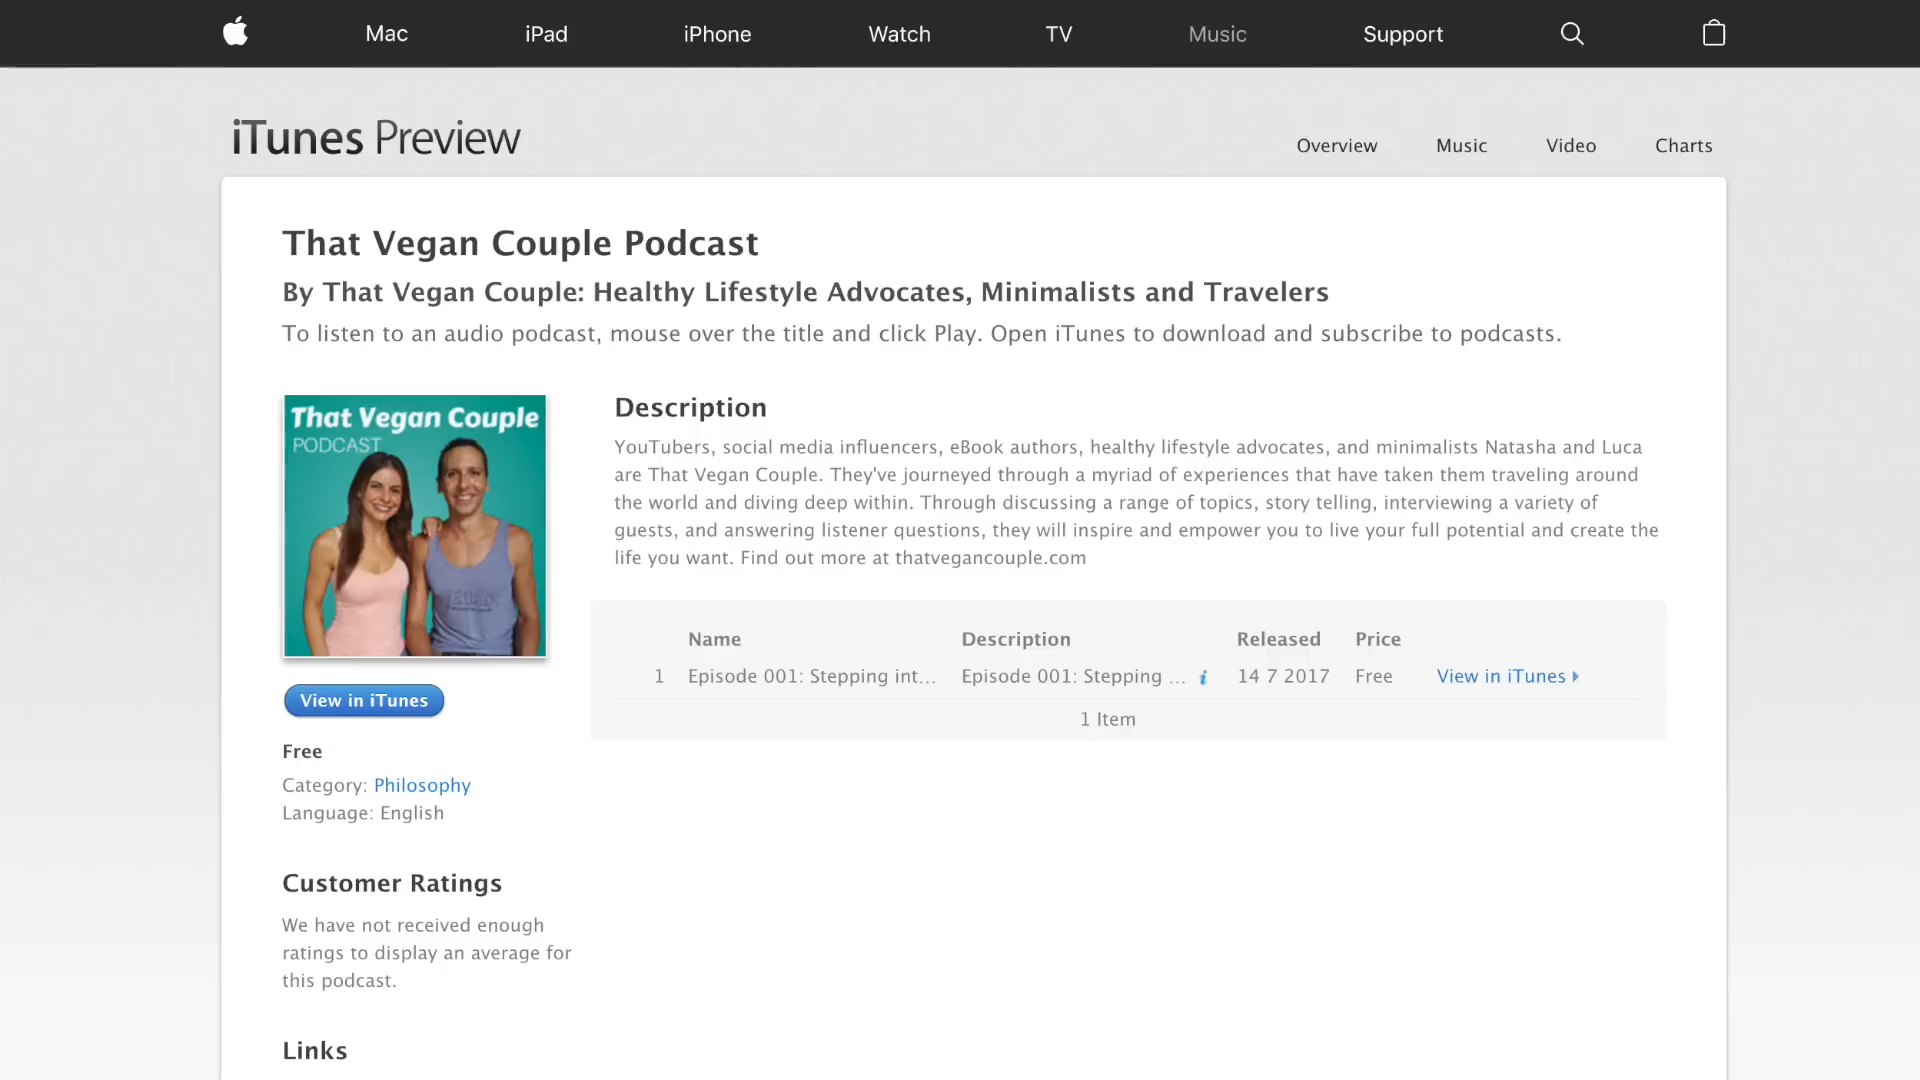 Mac iPad iPhone Watch TV Music Support
iTunes Preview
Overview Music Video Charts
That Vegan Couple Podcast
By That Vegan Couple: Healthy Lifestyle Advocates, Minimalists and Travelers
To listen to an audio podcast, mouse over the title and click Play. Open iTunes to download and subscribe to podcasts.
That Vegan Couple
PODCAST
View in iTunes
Free
Category: Philosophy
Language: English
Customer Ratings
We have not received enough
ratings to display an average for
this podcast.
Links
Description
YouTubers, social media influencers, eBook authors, healthy lifestyle advocates, and minimalists Natasha and Luca
are That Vegan Couple. They've journeyed through a myriad of experiences that have taken them traveling around
the world and diving deep within. Through discussing a range of topics, story telling, interviewing a variety of
guests, and answering listener questions, they will inspire and empower you to live your full potential and create the
life you want. Find out more at thatvegancouple.com
Name Description Released Price
1 Episode 001: Stepping int... Episode 001: Stepping ... i 14 7 2017 Free View in iTunes
1 Item